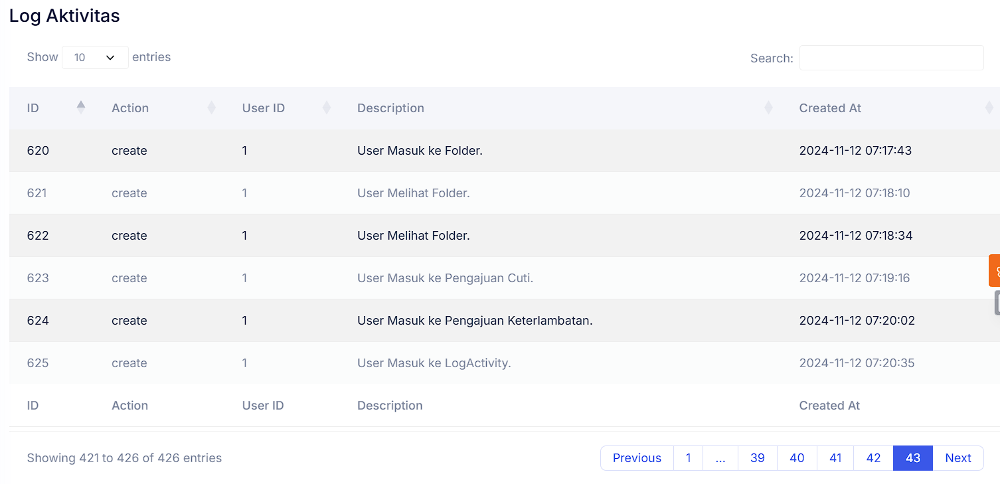 Log Aktivitas
Show 10 entries
Search:
ID Action User ID Description Created At
620 create 1 User Masuk ke Folder. 2024-11-12 07:17:43
621 create 1 User Melihat Folder. 2024-11-12 07:18:10
622 create 1 User Melihat Folder. 2024-11-12 07:18:34
623 create 1 User Masuk ke Pengajuan Cuti. 2024-11-12 07:19:16
624 create 1 User Masuk ke Pengajuan Keterlambatan. 2024-11-12 07:20:02
625 create 1 User Masuk ke LogActivity. 2024-11-12 07:20:35
ID Action User ID Description Created At
Showing 421 to 426 of 426 entries
Previous 1 ... 39 40 41 42 43 Next